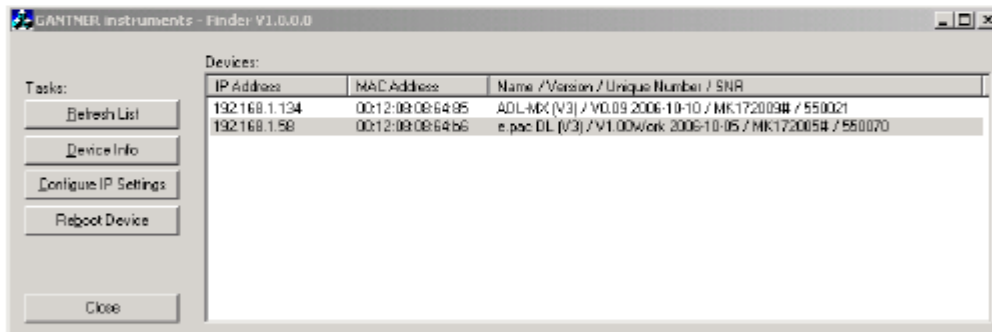 GANTNER instruments - Finder V1.0.0.0
Devices:
Tasks:
IP Address MAC Address Name / Version / Unique Number / SNR
192.168.1.134 00:12:08:08:64:85 ADL-MX (V3) / V0.09 2006-10-10 / MK172009# / 550021
192.168.1.58 00:12:08:08:64:b6 e.pac DL (V3) / V1.00Work 2006-10-05 / MK172005# / 550070
Refresh List
Device Info
Configure IP Settings
Reboot Device
Close